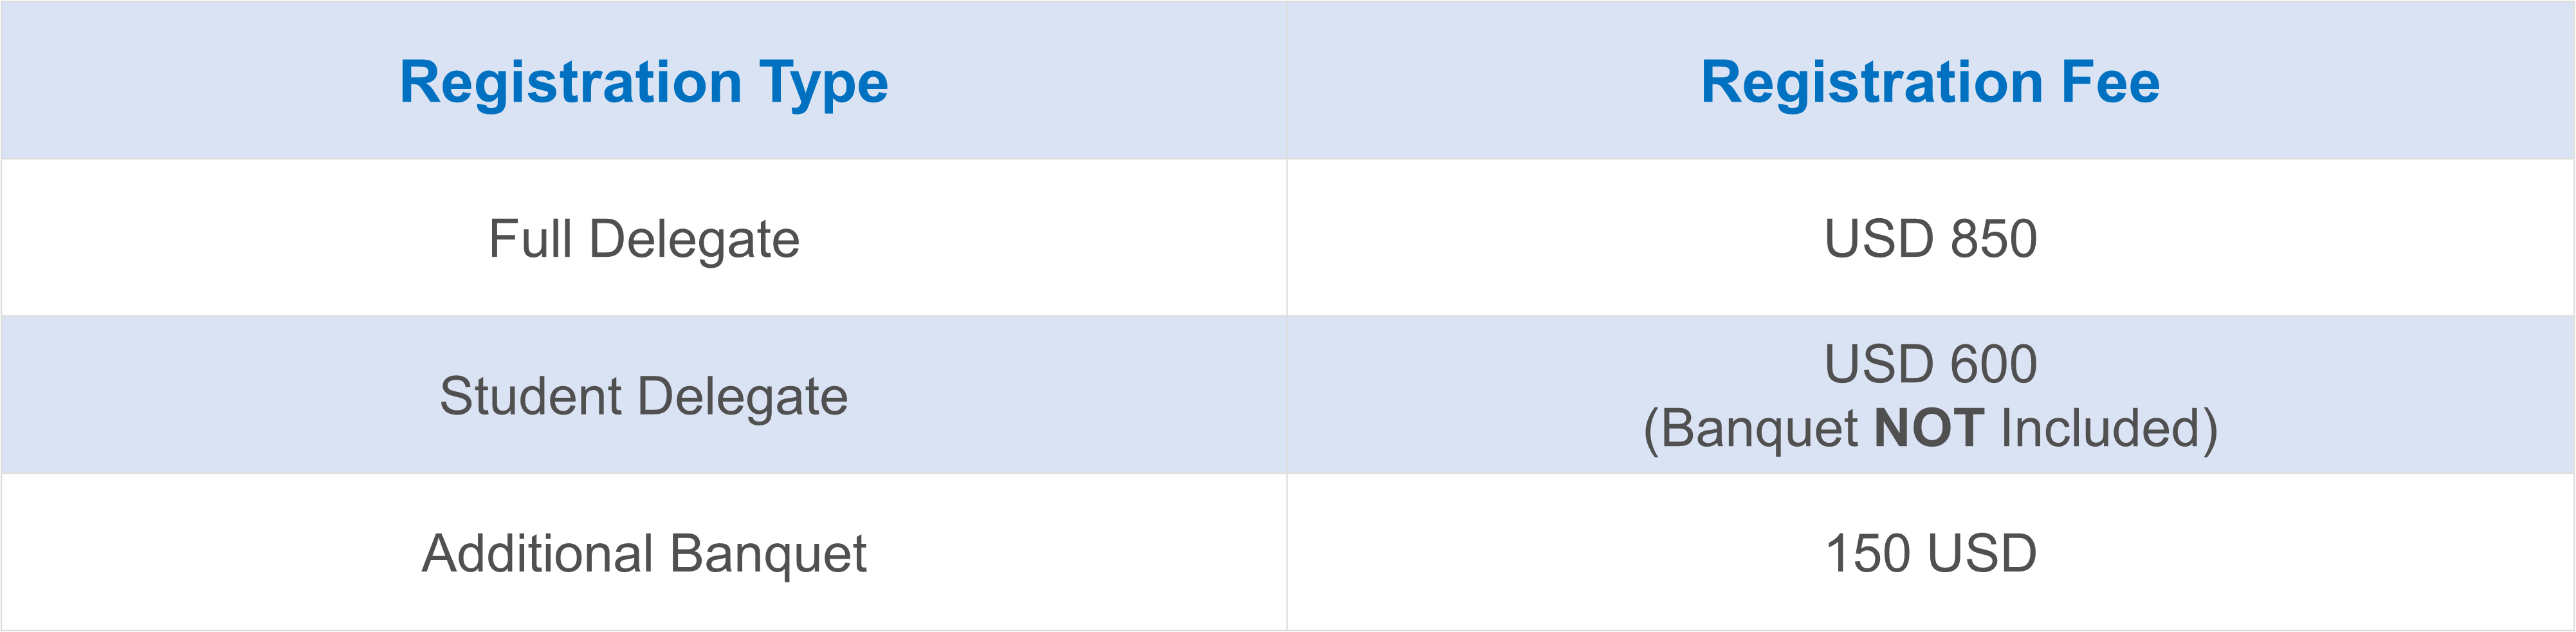 Registration Type
Registration Fee
Full Delegate
USD 850
Student Delegate
USD 600
(Banquet NOT Included)
Additional Banquet
150 USD